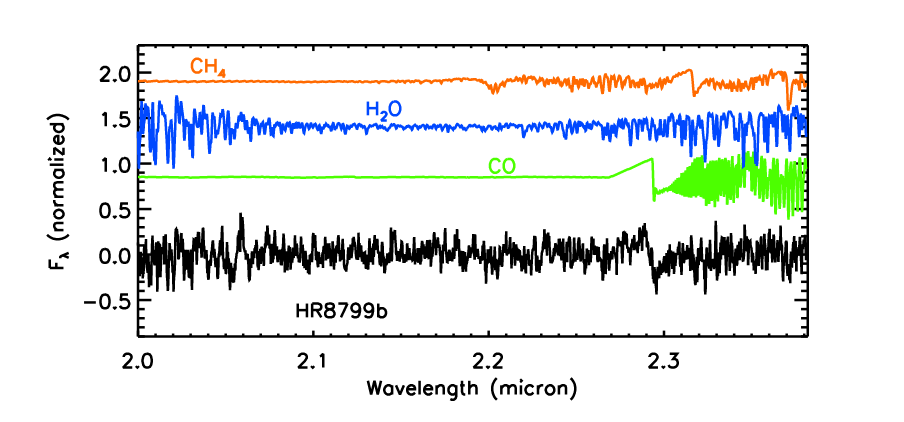 2.0
1.5
1.0
0.5
0.0
−0.5
F_λ (normalized)
CH₄
H₂O
CO
HR8799b
2.0 2.1 2.2 2.3
Wavelength (micron)